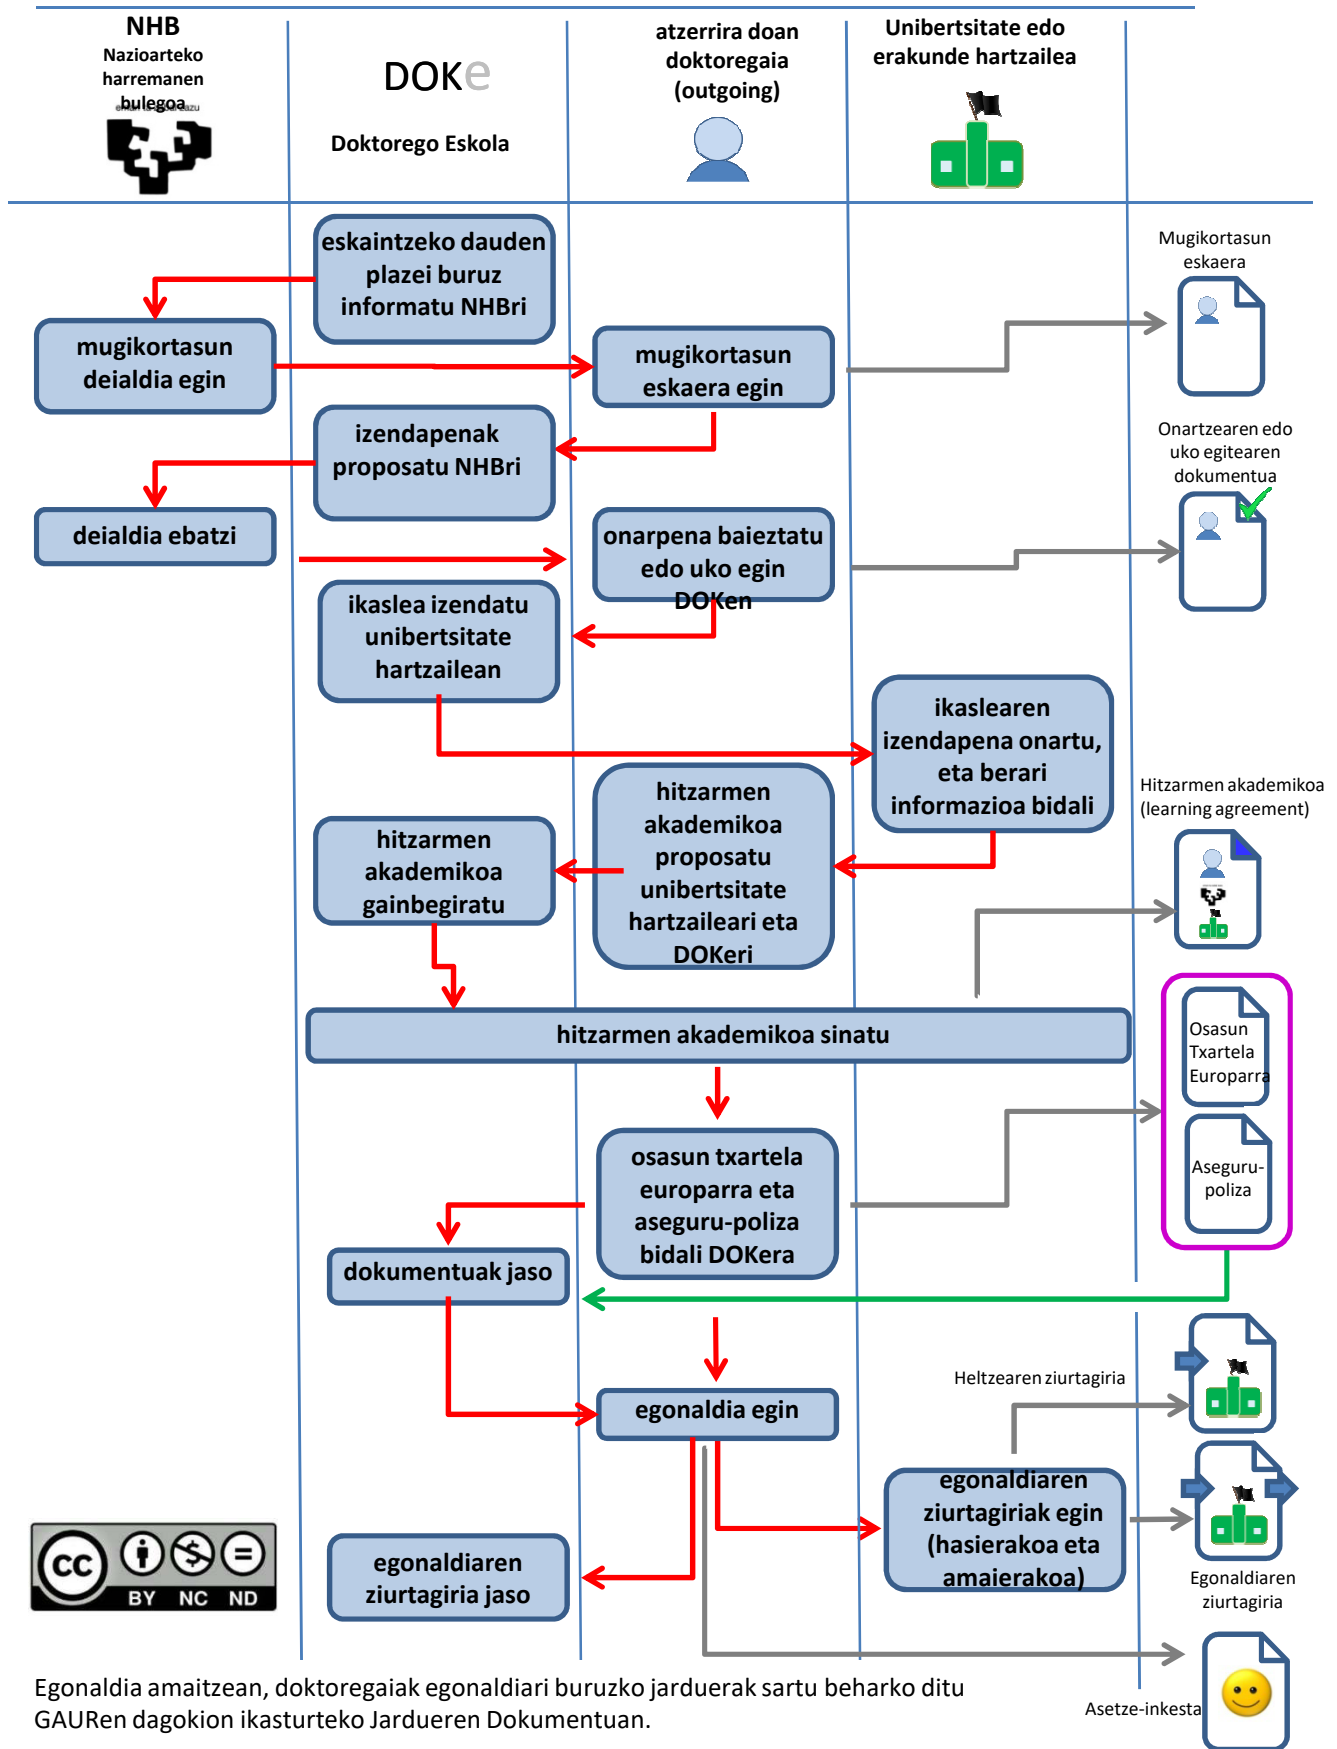 NHB
Nazioarteko
harremanen
bulegoa
DOKe
Doktorego Eskola
atzerrira doan
doktoregaia
(outgoing)
Unibertsitate edo
erakunde hartzailea
eskaintzeko dauden
plazei buruz
informatu NHBri
Mugikortasun
eskaera
mugikortasun
deialdia egin
mugikortasun
eskaera egin
izendapenak
proposatu NHBri
Onartzearen edo
uko egitearen
dokumentua
deialdia ebatzi
onarpena baieztatu
edo uko egin
DOKen
ikaslea izendatu
unibertsitate
hartzailean
ikaslearen
izendapena onartu,
eta berari
informazioa bidali
Hitzarmen akademikoa
(learning agreement)
hitzarmen
akademikoa
proposatu
unibertsitate
hartzaileari eta
DOKeri
hitzarmen
akademikoa
gainbegiratu
hitzarmen akademikoa sinatu
Osasun
Txartela
Europarra
Aseguru-
poliza
osasun txartela
europarra eta
aseguru-poliza
bidali DOKera
dokumentuak jaso
Heltzearen ziurtagiria
egonaldia egin
egonaldiaren
ziurtagiriak egin
(hasierakoa eta
amaierakoa)
egonaldiaren
ziurtagiria jaso
Egonaldiaren
ziurtagiria
cc
BY NC ND
Asetze-inkesta
Egonaldia amaitzean, doktoregaiak egonaldiari buruzko jarduerak sartu beharko ditu
GAURen dagokion ikasturteko Jardueren Dokumentuan.